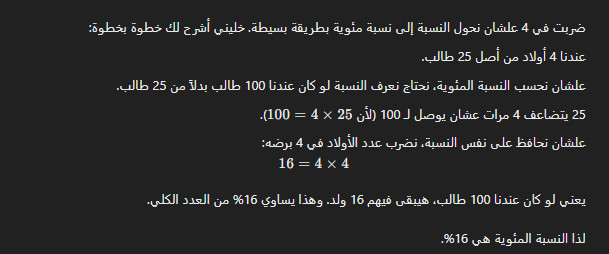 ضربت في 4 علشان نحول النسبة إلى نسبة مئوية بطريقة بسيطة. خليني أشرح لك خطوة بخطوة:
عندنا 4 أولاد من أصل 25 طالب.
علشان نحسب النسبة المئوية، نحتاج نعرف النسبة لو كان عندنا 100 طالب بدلاً من 25 طالب.
25 يتضاعف 4 مرات عشان يوصل لـ 100 (لأن 25 × 4 = 100).
علشان نحافظ على نفس النسبة، نضرب عدد الأولاد في 4 برضه:
4 × 4 = 16
يعني لو كان عندنا 100 طالب، هيبقى فيهم 16 ولد. وهذا يساوي 16% من العدد الكلي.
لذا النسبة المئوية هي 16%.